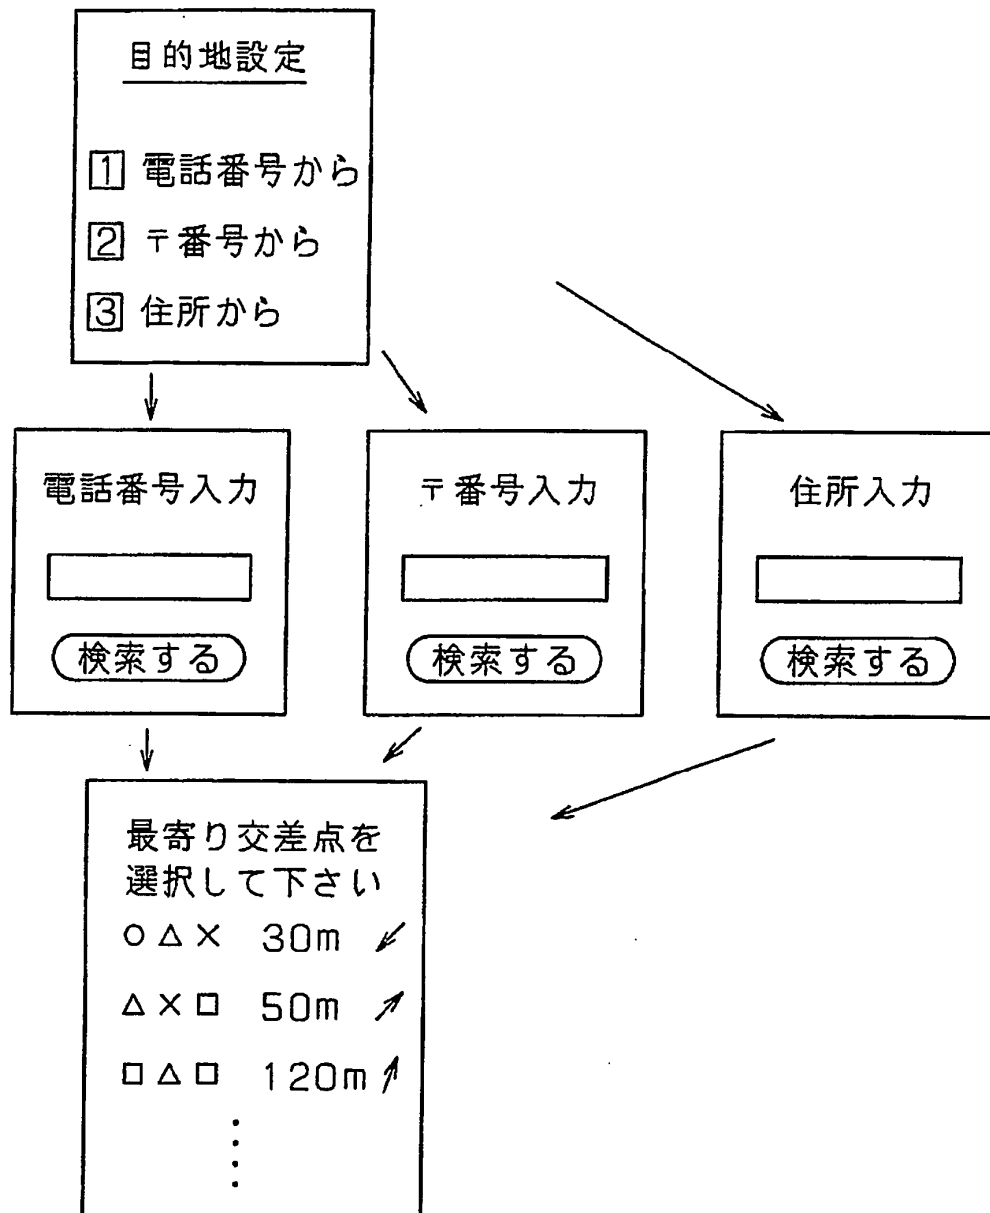 目的地設定
1 電話番号から
2 〒番号から
3 住所から
電話番号入力
検索する
〒番号入力
検索する
住所入力
検索する
最寄り交差点を
選択して下さい
○△× 30m ↙
△×□ 50m ↗
□△□ 120m ↑
⋮